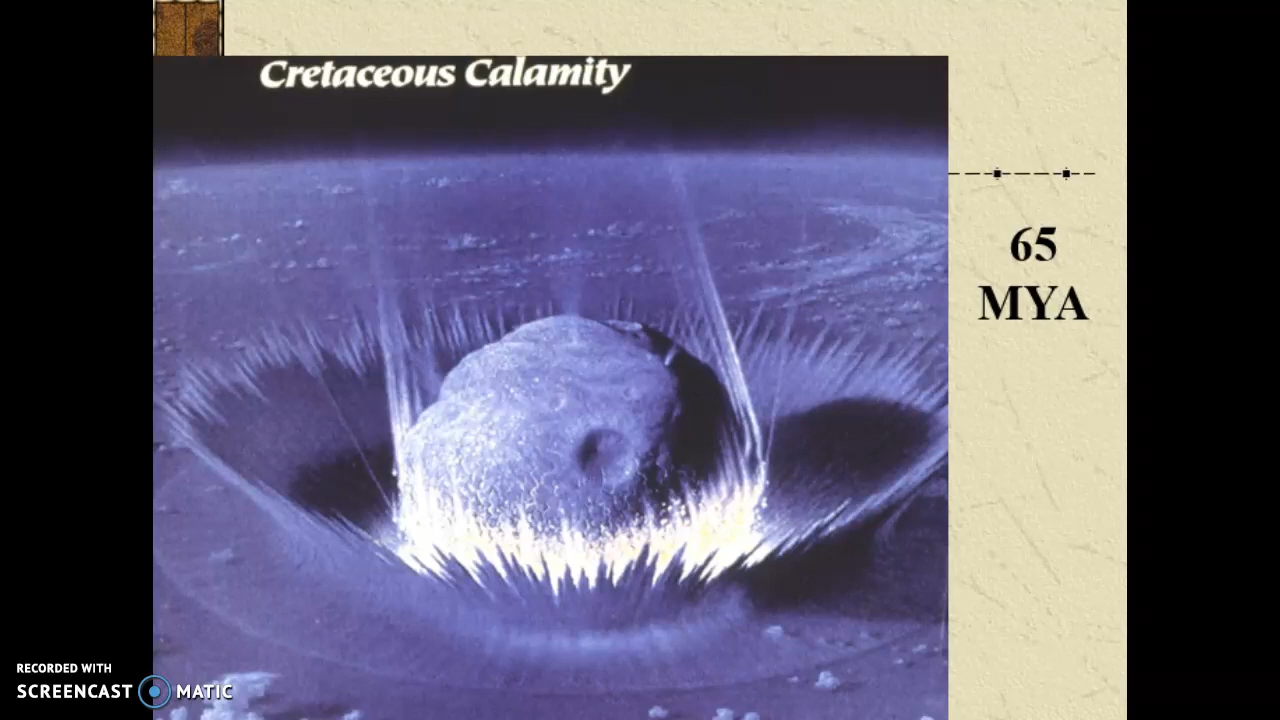 Cretaceous Calamity
65
MYA
RECORDED WITH
SCREENCAST MATIC